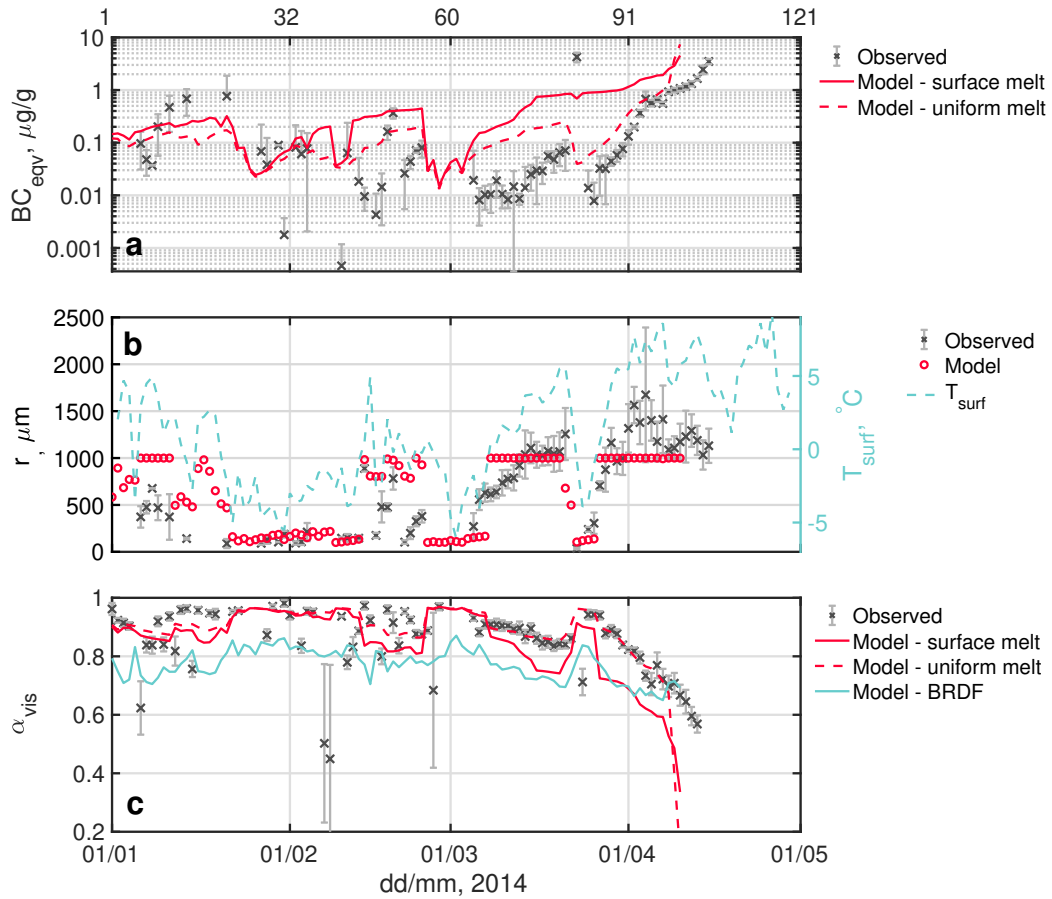 1 32 60 91 121
10
1
0.1
0.01
0.001
BC_eqv, μg/g
a
Observed
Model - surface melt
Model - uniform melt
2500
2000
1500
1000
500
0
r, μm
b
5
0
-5
T_surf, °C
Observed
Model
T_surf
1
0.8
0.6
0.4
0.2
α_vis
c
Observed
Model - surface melt
Model - uniform melt
Model - BRDF
01/01 01/02 01/03 01/04 01/05
dd/mm, 2014